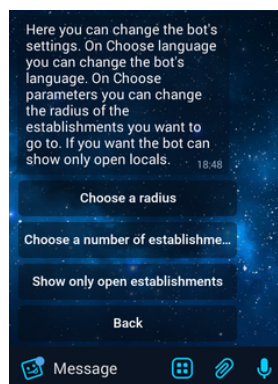 Here you can change the bot's
settings. On Choose language
you can change the bot's
language. On Choose
parameters you can change
the radius of the
establishments you want to
go to. If you want the bot can
show only open locals.
18:48
Choose a radius
Choose a number of establishme...
Show only open establishments
Back
Message